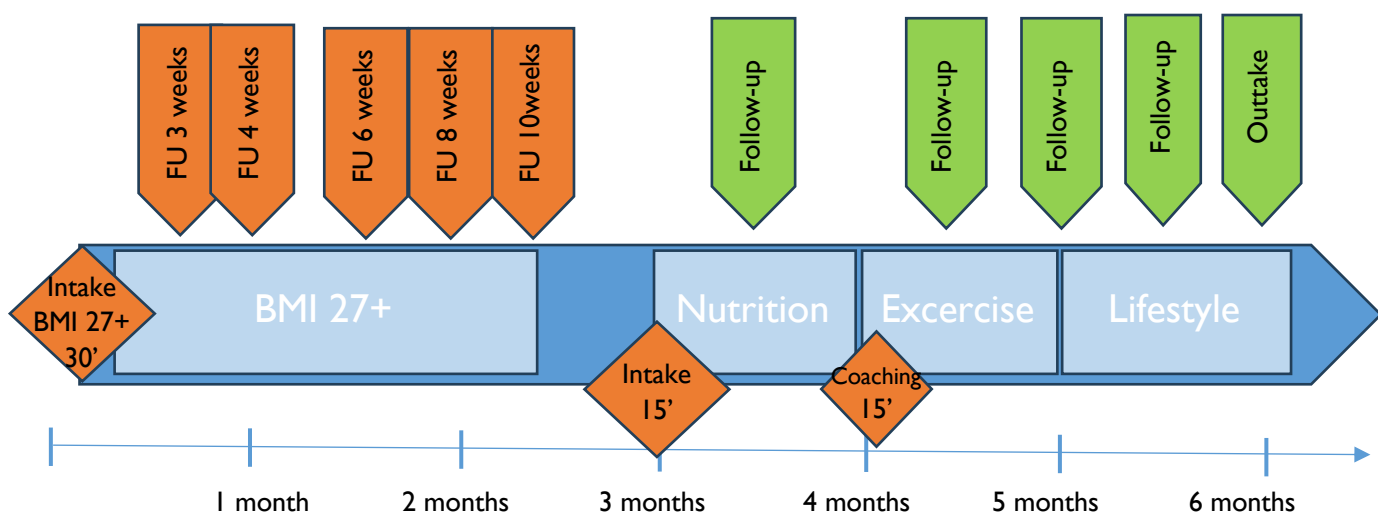 FU 3 weeks
FU 4 weeks
FU 6 weeks
FU 8 weeks
FU 10weeks
Follow-up
Follow-up
Follow-up
Follow-up
Outtake
Intake
BMI 27+
30’
BMI 27+
Nutrition
Excercise
Lifestyle
Intake
15’
Coaching
15’
1 month
2 months
3 months
4 months
5 months
6 months